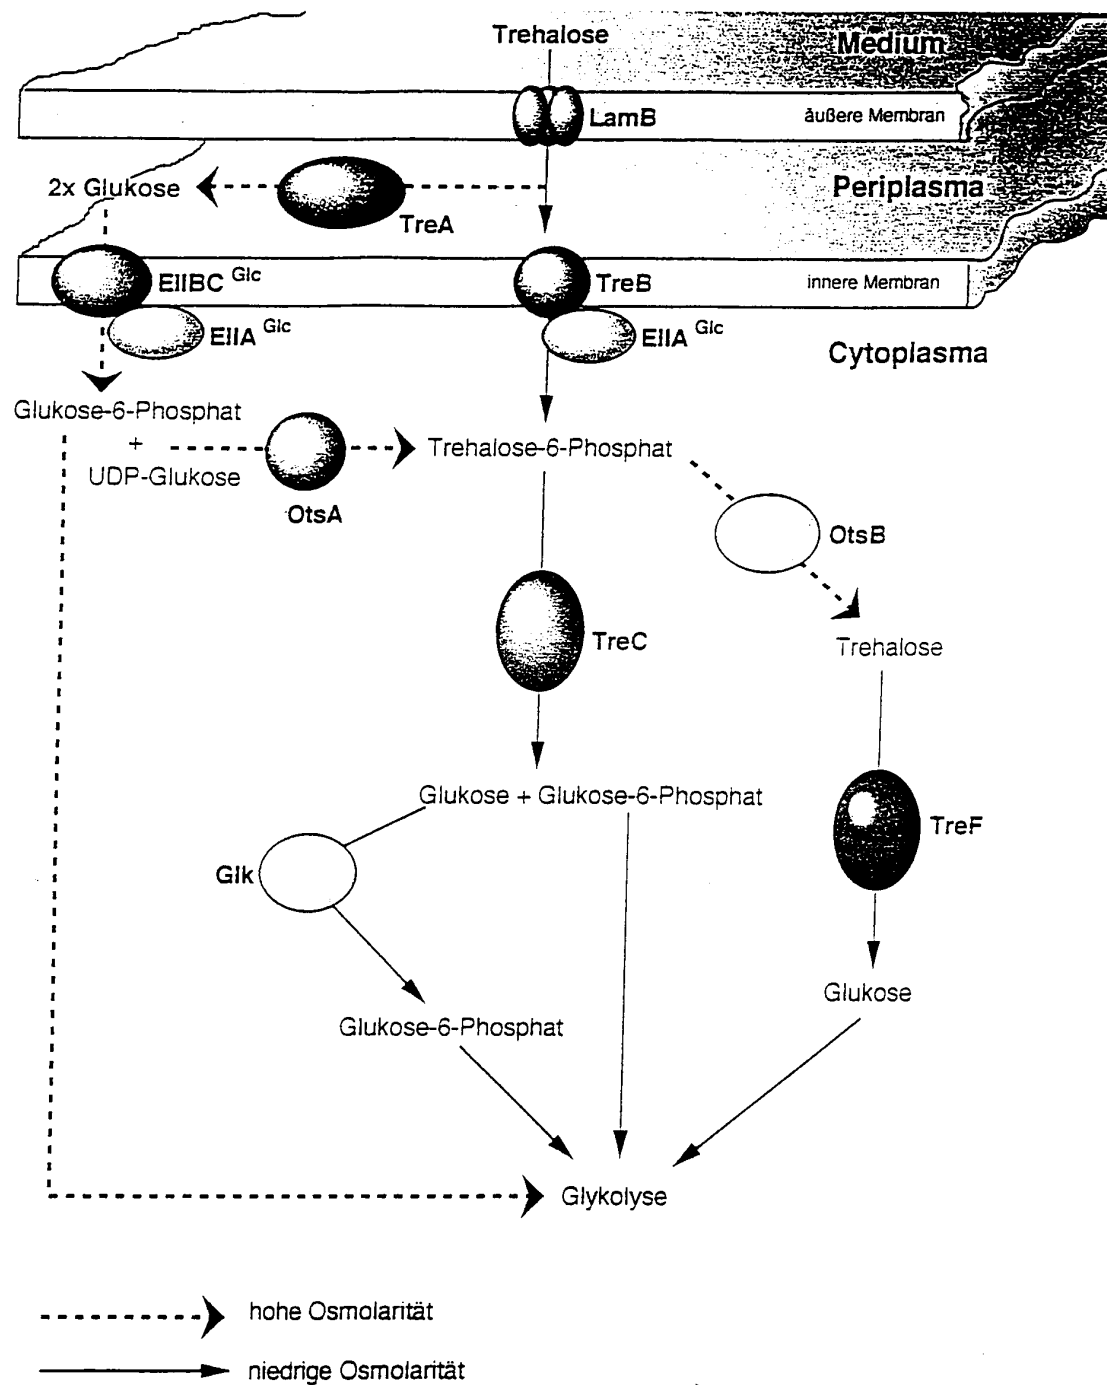 Trehalose
Medium
LamB
äußere Membran
2x Glukose
TreA
Periplasma
EIIBC Glc
TreB
innere Membran
EIIA Glc
EIIA Glc
Cytoplasma
Glukose-6-Phosphat
+
UDP-Glukose
OtsA
Trehalose-6-Phosphat
OtsB
TreC
Trehalose
Glukose + Glukose-6-Phosphat
TreF
Glk
Glukose
Glukose-6-Phosphat
Glykolyse
hohe Osmolarität
niedrige Osmolarität